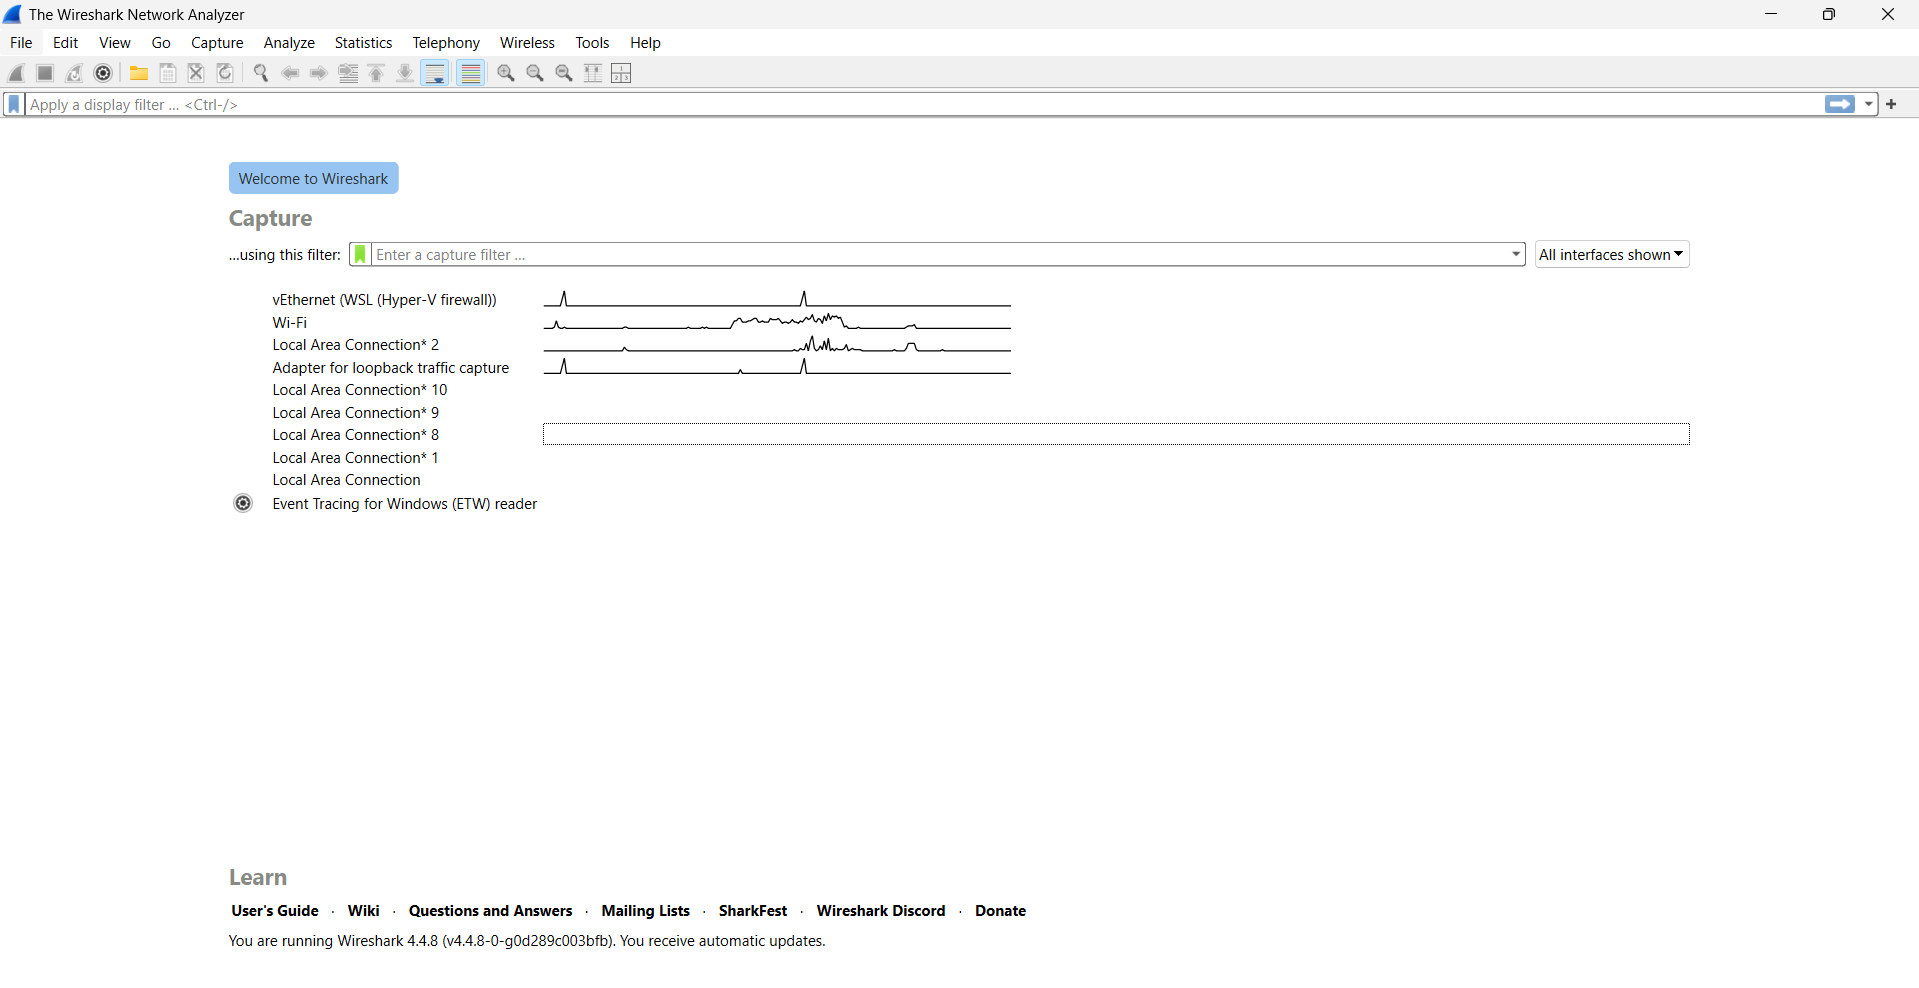 The Wireshark Network Analyzer
File Edit View Go Capture Analyze Statistics Telephony Wireless Tools Help
Apply a display filter ... <Ctrl-/>
Welcome to Wireshark
Capture
...using this filter: Enter a capture filter ... All interfaces shown
vEthernet (WSL (Hyper-V firewall))
Wi-Fi
Local Area Connection* 2
Adapter for loopback traffic capture
Local Area Connection* 10
Local Area Connection* 9
Local Area Connection* 8
Local Area Connection* 1
Local Area Connection
Event Tracing for Windows (ETW) reader
Learn
User's Guide · Wiki · Questions and Answers · Mailing Lists · SharkFest · Wireshark Discord · Donate
You are running Wireshark 4.4.8 (v4.4.8-0-g0d289c003bfb). You receive automatic updates.